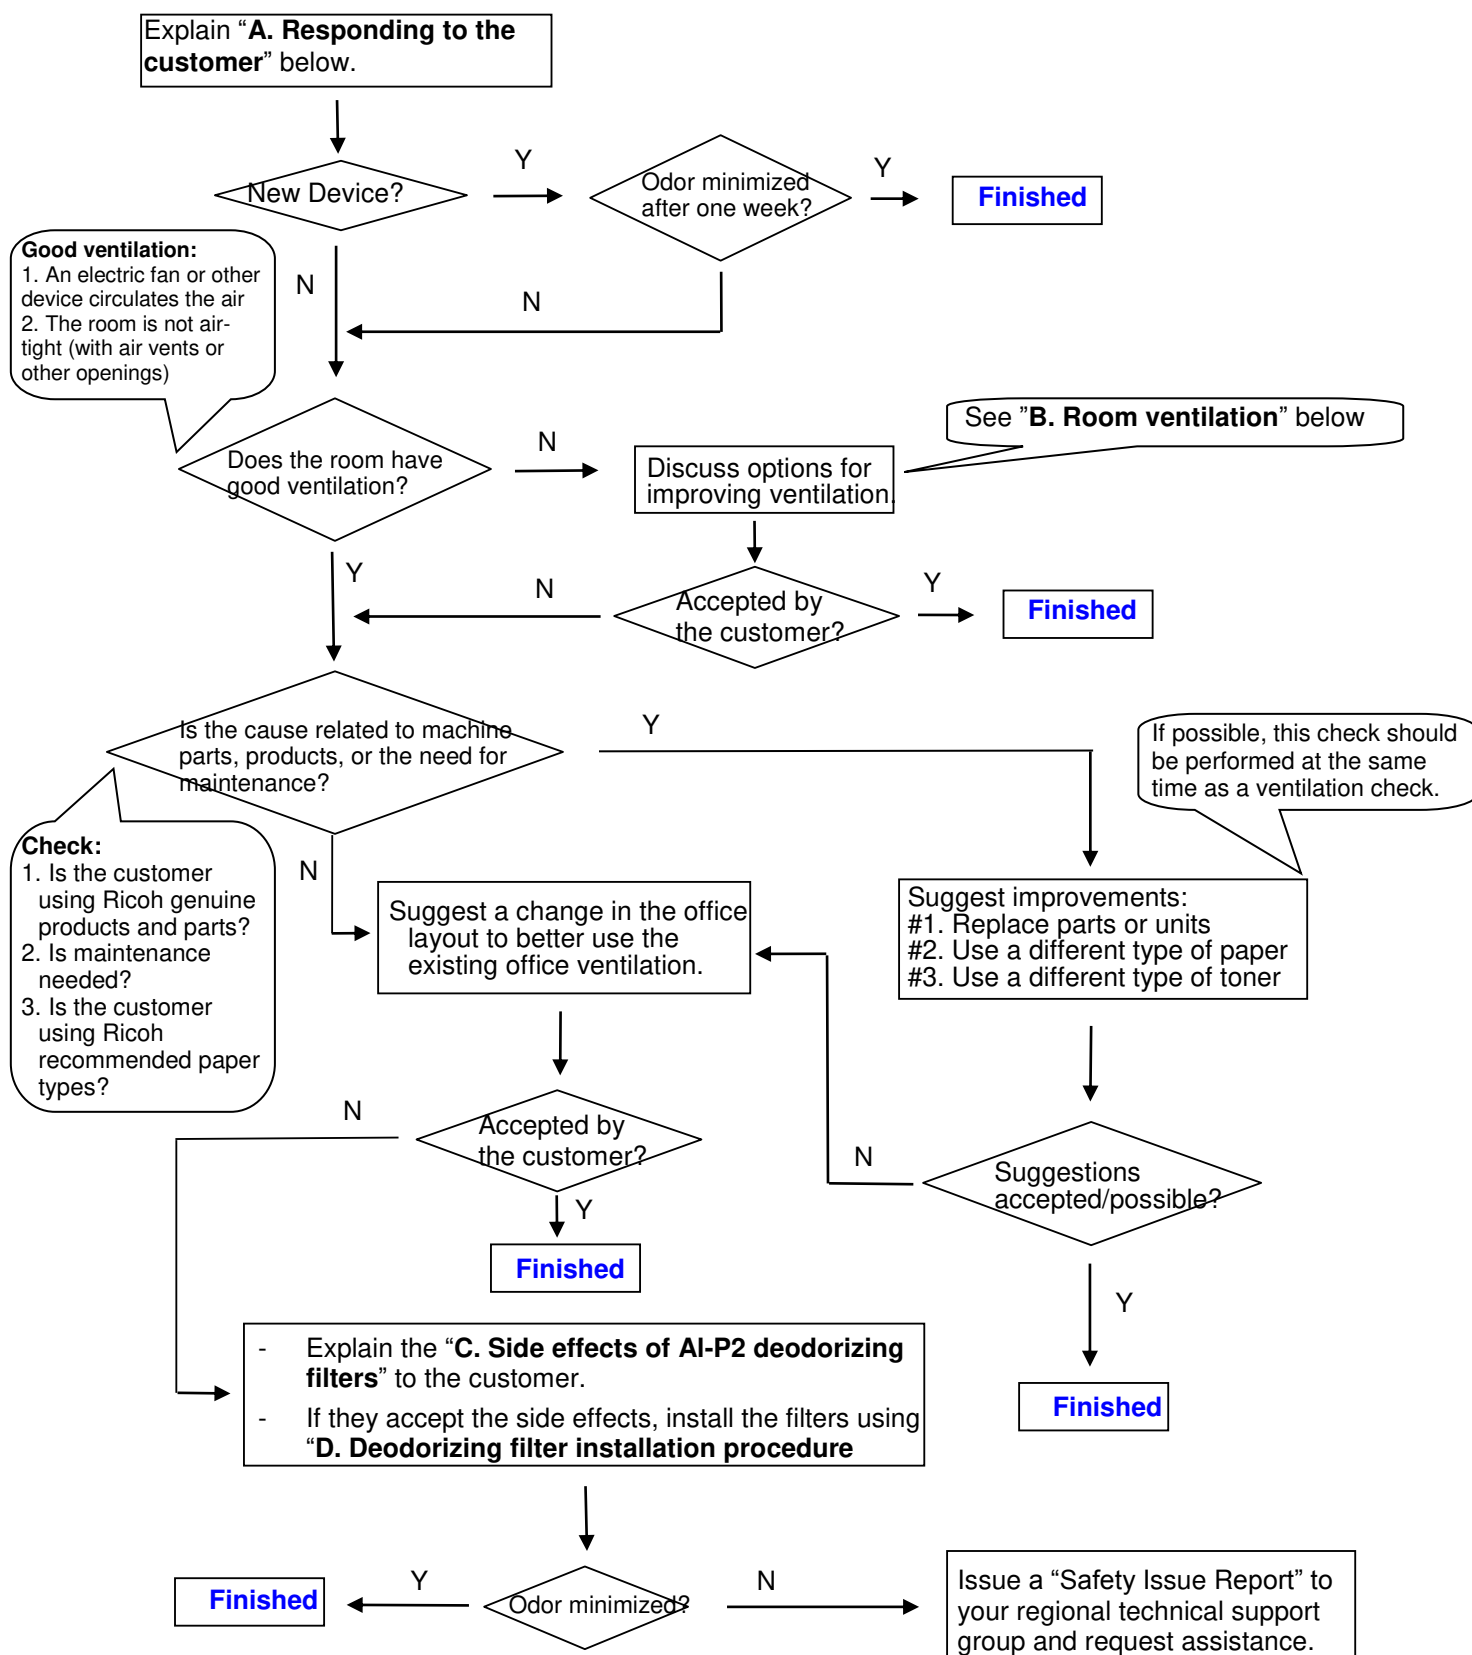 Explain “A. Responding to the
customer” below.
New Device?
Y
Odor minimized
after one week?
Y
Finished
Good ventilation:
1. An electric fan or other
device circulates the air
2. The room is not air-
tight (with air vents or
other openings)
N
N
Does the room have
good ventilation?
N
Discuss options for
improving ventilation.
See ”B. Room ventilation” below
Y
N
Accepted by
the customer?
Y
Finished
Is the cause related to machine
parts, products, or the need for
maintenance?
Y
If possible, this check should
be performed at the same
time as a ventilation check.
Check:
1. Is the customer
using Ricoh genuine
products and parts?
2. Is maintenance
needed?
3. Is the customer
using Ricoh
recommended paper
types?
N
Suggest a change in the office
layout to better use the
existing office ventilation.
Suggest improvements:
#1. Replace parts or units
#2. Use a different type of paper
#3. Use a different type of toner
N
Accepted by
the customer?
N
Suggestions
accepted/possible?
Y
Finished
Y
Finished
- Explain the “C. Side effects of AI-P2 deodorizing
filters” to the customer.
- If they accept the side effects, install the filters using
“D. Deodorizing filter installation procedure
Finished
Y
Odor minimized?
N
Issue a “Safety Issue Report” to
your regional technical support
group and request assistance.